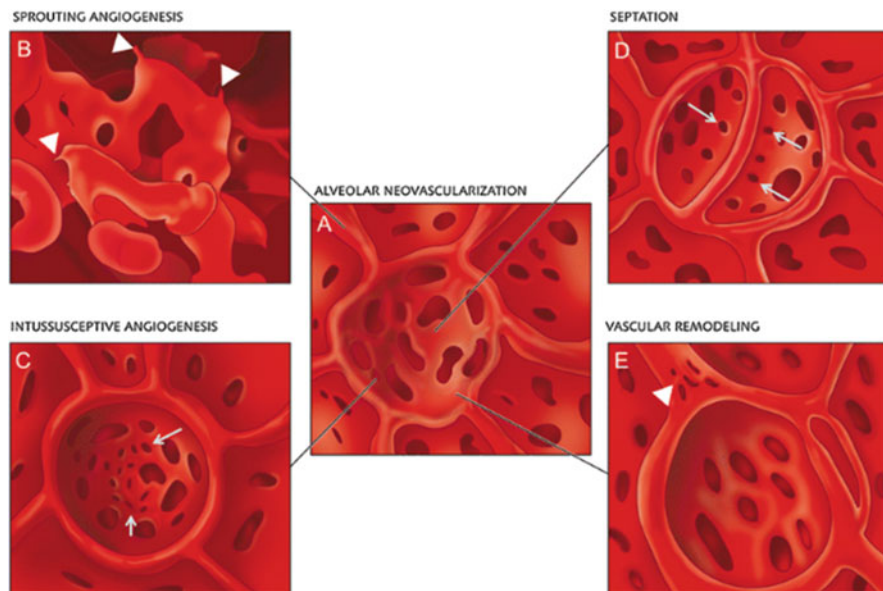 SPROUTING ANGIOGENESIS
B
SEPTATION
D
ALVEOLAR NEOVASCULARIZATION
A
INTUSSUSCEPTIVE ANGIOGENESIS
C
VASCULAR REMODELING
E